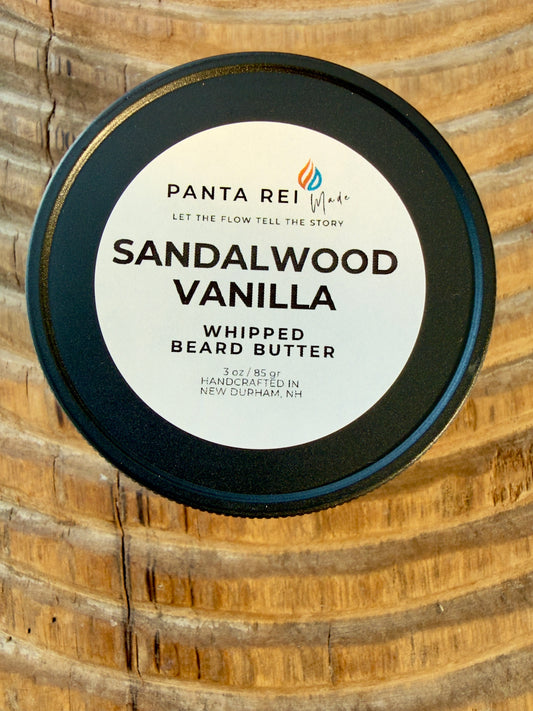 PANTA REI Made
LET THE FLOW TELL THE STORY
SANDALWOOD
VANILLA
WHIPPED
BEARD BUTTER
3 oz / 85 gr
HANDCRAFTED IN
NEW DURHAM, NH